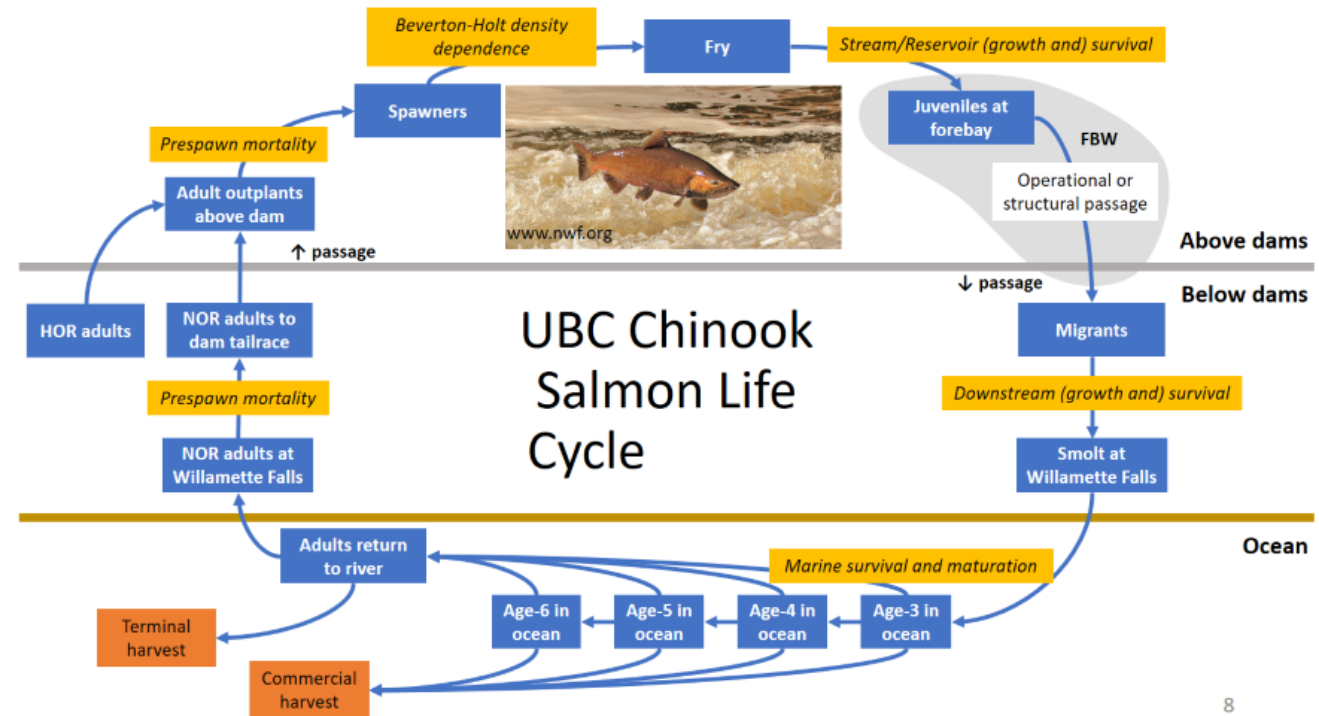 Beverton-Holt density
dependence
Fry
Stream/Reservoir (growth and) survival
Spawners
Juveniles at
forebay
FBW
Prespawn mortality
Operational or
structural passage
Adult outplants
above dam
www.nwf.org
↑ passage
Above dams
↓ passage
Below dams
HOR adults
NOR adults to
dam tailrace
UBC Chinook
Salmon Life
Cycle
Migrants
Prespawn mortality
Downstream (growth and) survival
NOR adults at
Willamette Falls
Smolt at
Willamette Falls
Adults return
to river
Ocean
Marine survival and maturation
Age-6 in
ocean
Age-5 in
ocean
Age-4 in
ocean
Age-3 in
ocean
Terminal
harvest
Commercial
harvest
8